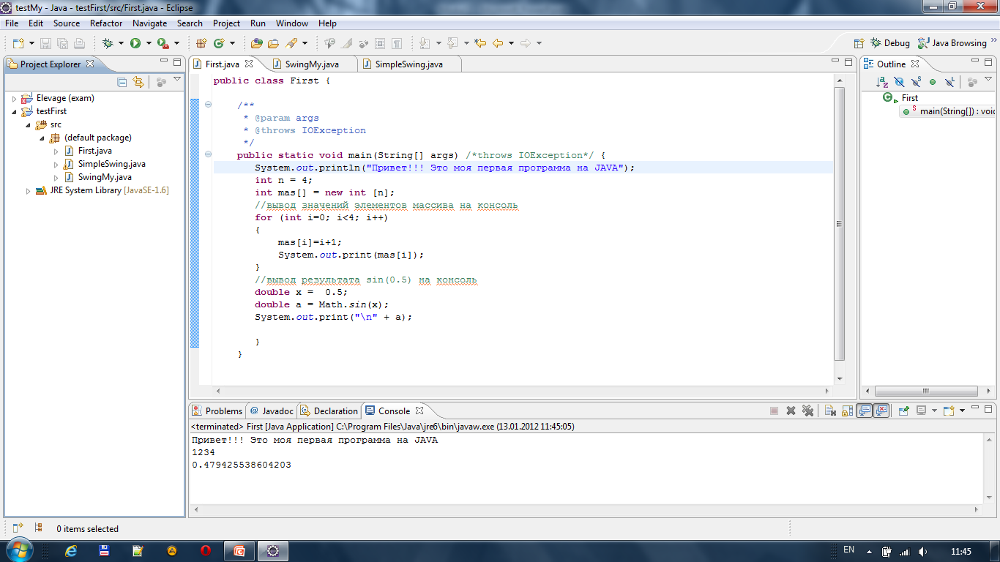 testMy - Java - testFirst/src/First.java - Eclipse
File Edit Source Refactor Navigate Search Project Run Window Help
Debug Java Browsing
Project Explorer
Elevage (exam)
testFirst
src
(default package)
First.java
SimpleSwing.java
SwingMy.java
JRE System Library [JavaSE-1.6]
First.java SwingMy.java SimpleSwing.java
public class First {
/**
* @param args
* @throws IOException
*/
public static void main(String[] args) /*throws IOException*/ {
System.out.println("Привет!!! Это моя первая программа на JAVA");
int n = 4;
int mas[] = new int [n];
//вывод значений элементов массива на консоль
for (int i=0; i<4; i++)
{
mas[i]=i+1;
System.out.print(mas[i]);
}
//вывод результата sin(0.5) на консоль
double x =  0.5;
double a = Math.sin(x);
System.out.print("\n" + a);
}
}
Outline
First
main(String[]) : void
Problems @ Javadoc Declaration Console
<terminated> First [Java Application] C:\Program Files\Java\jre6\bin\javaw.exe (13.01.2012 11:45:05)
Привет!!! Это моя первая программа на JAVA
1234
0.479425538604203
0 items selected
EN 11:45